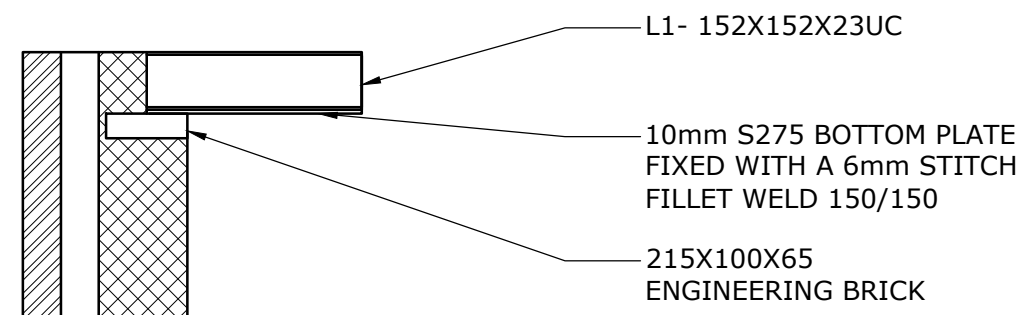 L1- 152X152X23UC
10mm S275 BOTTOM PLATE
FIXED WITH A 6mm STITCH
FILLET WELD 150/150
215X100X65
ENGINEERING BRICK